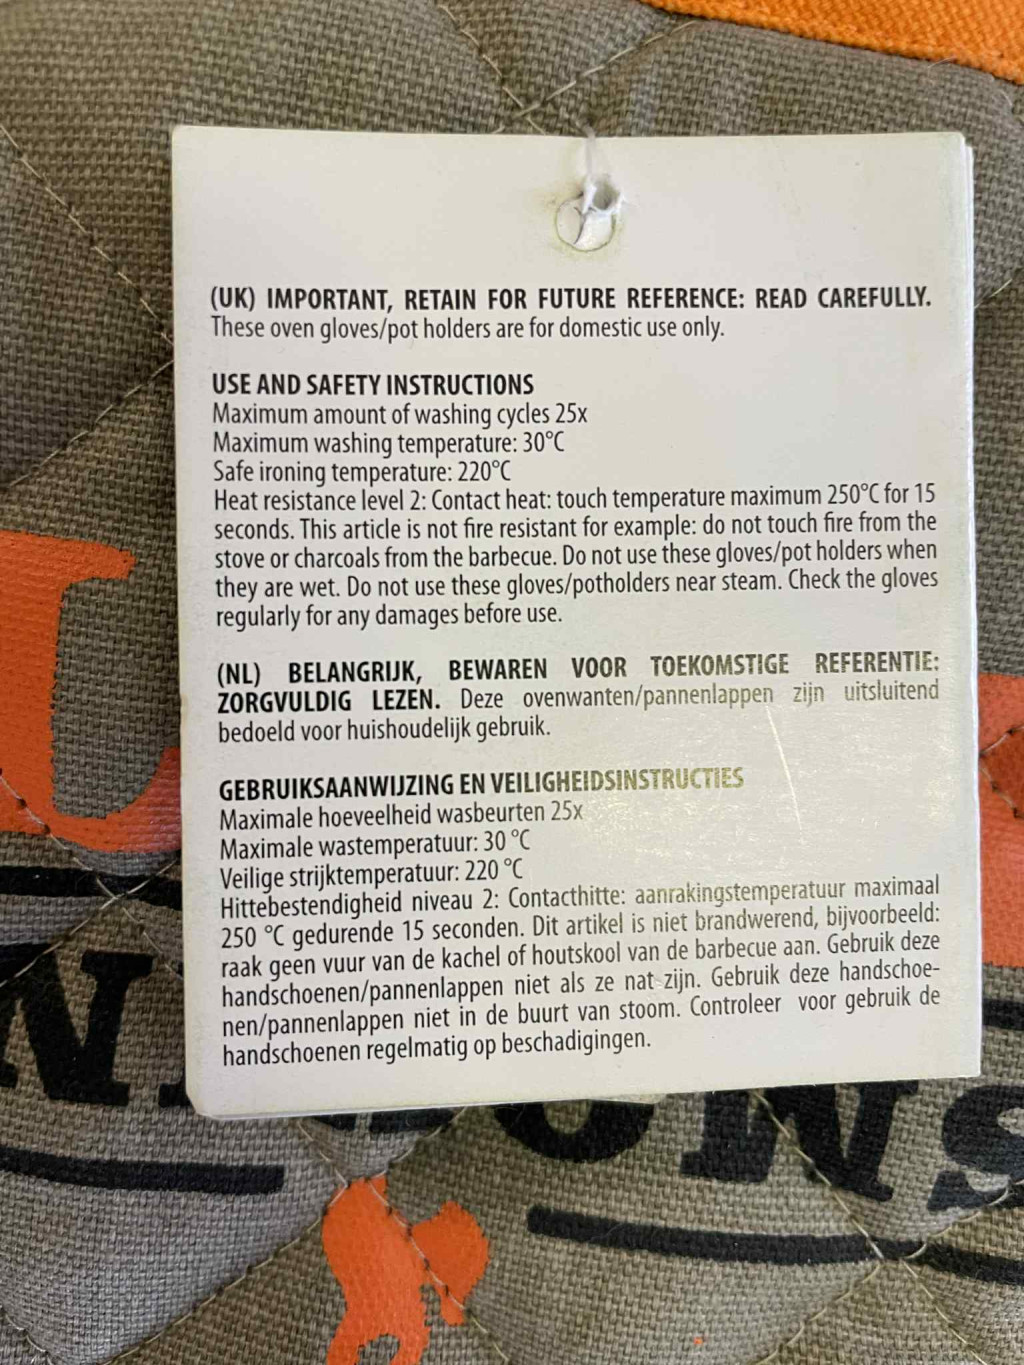 (UK) IMPORTANT, RETAIN FOR FUTURE REFERENCE: READ CAREFULLY.
These oven gloves/pot holders are for domestic use only.
USE AND SAFETY INSTRUCTIONS
Maximum amount of washing cycles 25x
Maximum washing temperature: 30°C
Safe ironing temperature: 220°C
Heat resistance level 2: Contact heat: touch temperature maximum 250°C for 15
seconds. This article is not fire resistant for example: do not touch fire from the
stove or charcoals from the barbecue. Do not use these gloves/pot holders when
they are wet. Do not use these gloves/potholders near steam. Check the gloves
regularly for any damages before use.
(NL) BELANGRIJK, BEWAREN VOOR TOEKOMSTIGE REFERENTIE:
ZORGVULDIG LEZEN. Deze ovenwanten/pannenlappen zijn uitsluitend
bedoeld voor huishoudelijk gebruik.
GEBRUIKSAANWIJZING EN VEILIGHEIDSINSTRUCTIES
Maximale hoeveelheid wasbeurten 25x
Maximale wastemperatuur: 30 °C
Veilige strijktemperatuur: 220 °C
Hittebestendigheid niveau 2: Contacthitte: aanrakingstemperatuur maximaal
250 °C gedurende 15 seconden. Dit artikel is niet brandwerend, bijvoorbeeld:
raak geen vuur van de kachel of houtskool van de barbecue aan. Gebruik deze
handschoenen/pannenlappen niet als ze nat zijn. Gebruik deze handschoe-
nen/pannenlappen niet in de buurt van stoom. Controleer voor gebruik de
handschoenen regelmatig op beschadigingen.